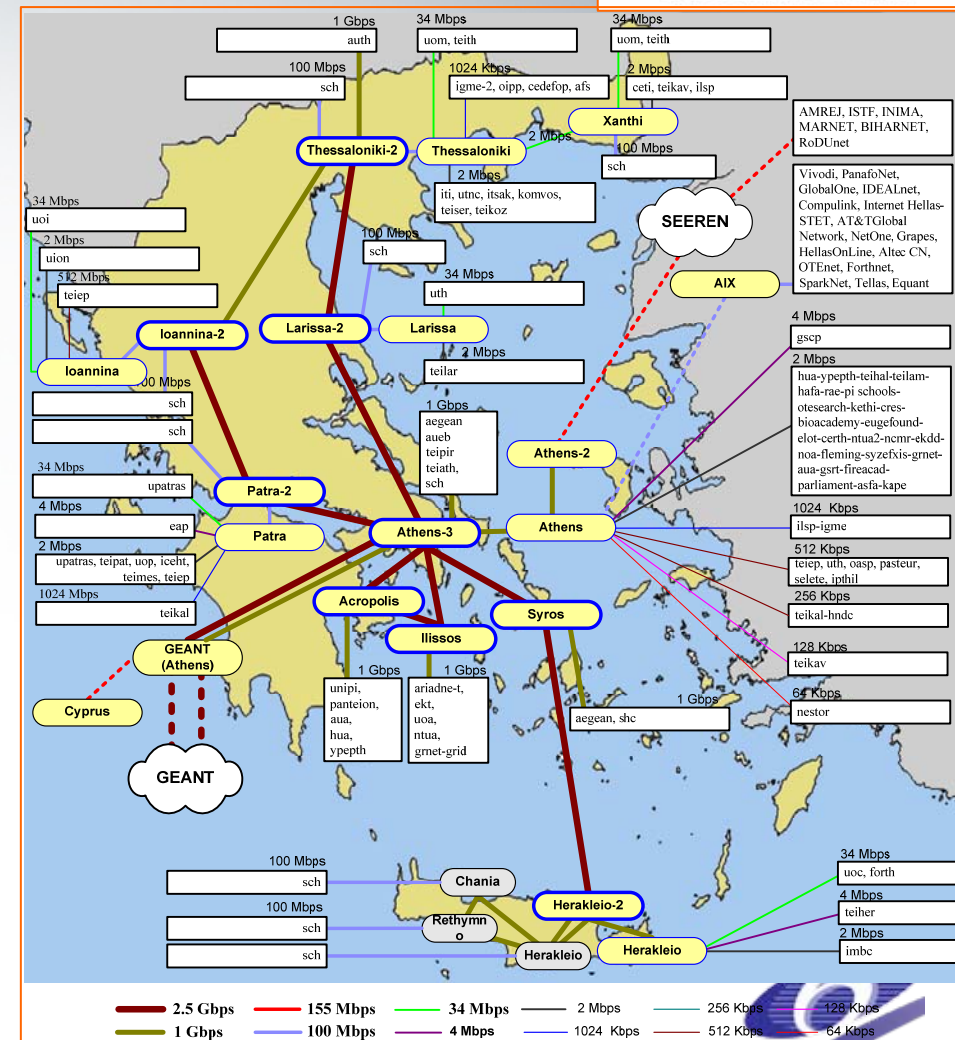 1 Gbps
auth
34 Mbps
uom, teith
34 Mbps
uom, teith
100 Mbps
sch
1024 Kbps
igme-2, oipp, cedefop, afs
2 Mbps
ceti, teikav, ilsp
Xanthi
AMREJ, ISTF, INIMA,
MARNET, BIHARNET,
RoDUnet
Thessaloniki-2
Thessaloniki
2 Mbps
100 Mbps
sch
2 Mbps
iti, utnc, itsak, komvos,
teiser, teikoz
Vivodi, PanafoNet,
GlobalOne, IDEALnet,
Compulink, Internet Hellas-
STET, AT&TGlobal
Network, NetOne, Grapes,
HellasOnLine, Altec CN,
OTEnet, Forthnet,
SparkNet, Tellas, Equant
34 Mbps
uoi
2 Mbps
uion
512 Mbps
teiep
SEEREN
AIX
100 Mbps
sch
34 Mbps
uth
Ioannina-2
Larissa-2
Larissa
Ioannina
2 Mbps
teilar
4 Mbps
gscp
100 Mbps
sch
sch
2 Mbps
hua-ypepth-teihal-teilam-
hafa-rae-pi schools-
otesearch-kethi-cres-
bioacademy-eugefound-
elot-certh-ntua2-ncmr-ekdd-
noa-fleming-syzefxis-grnet-
aua-gsrt-fireacad-
parliament-asfa-kape
1 Gbps
aegean
aueb
teipir
teiath,
sch
Athens-2
34 Mbps
upatras
Patra-2
4 Mbps
eap
Patra
Athens-3
Athens
1024 Kbps
ilsp-igme
2 Mbps
upatras, teipat, uop, iceht,
teimes, teiep
512 Kbps
teiep, uth, oasp, pasteur,
selete, ipthil
1024 Mbps
teikal
256 Kbps
teikal-hndc
Acropolis
Ilissos
Syros
GEANT
(Athens)
128 Kbps
teikav
Cyprus
1 Gbps
unipi,
panteion,
aua,
hua,
ypepth
1 Gbps
ariadne-t,
ekt,
uoa,
ntua,
grnet-grid
1 Gbps
aegean, shc
64 Kbps
nestor
GEANT
100 Mbps
sch
Chania
34 Mbps
uoc, forth
100 Mbps
sch
Rethymn
o
Herakleio-2
4 Mbps
teiher
sch
Herakleio
Herakleio
2 Mbps
imbc
2.5 Gbps
155 Mbps
34 Mbps
2 Mbps
256 Kbps
128 Kbps
1 Gbps
100 Mbps
4 Mbps
1024 Kbps
512 Kbps
64 Kbps